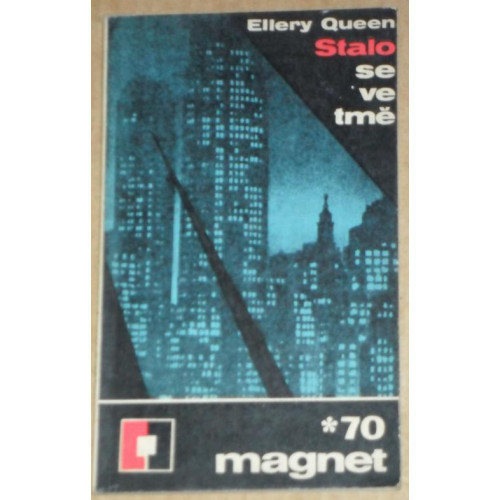 Ellery Queen
Stalo
se
ve
tmě
*70
magnet